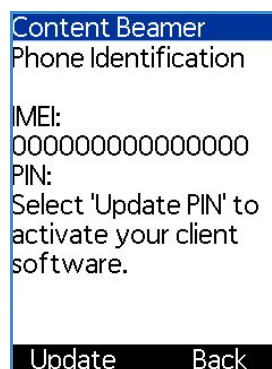 Content Beamer
Phone Identification
IMEI:
000000000000000
PIN:
Select 'Update PIN' to
activate your client
software.
Update Back